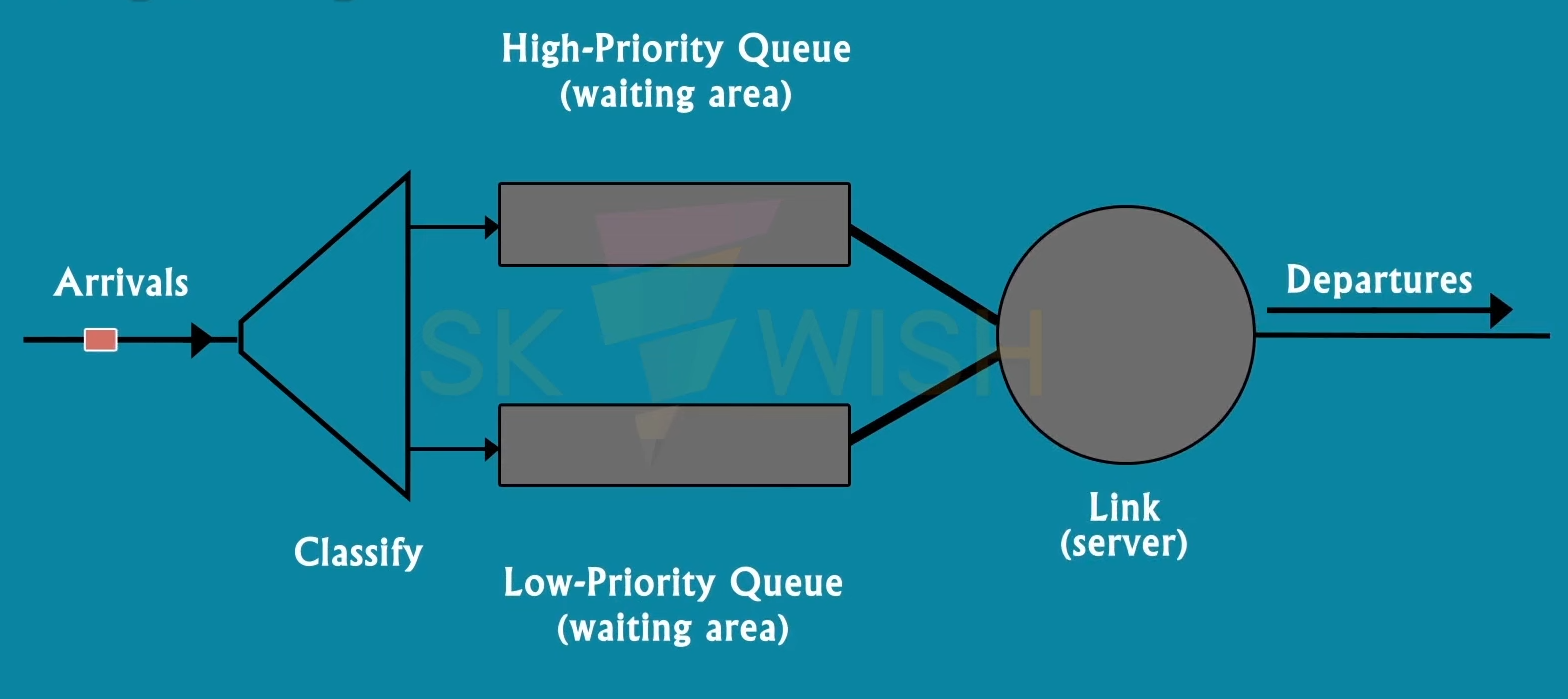 High-Priority Queue
(waiting area)
Arrivals
Departures
SK WISH
Link
(server)
Classify
Low-Priority Queue
(waiting area)